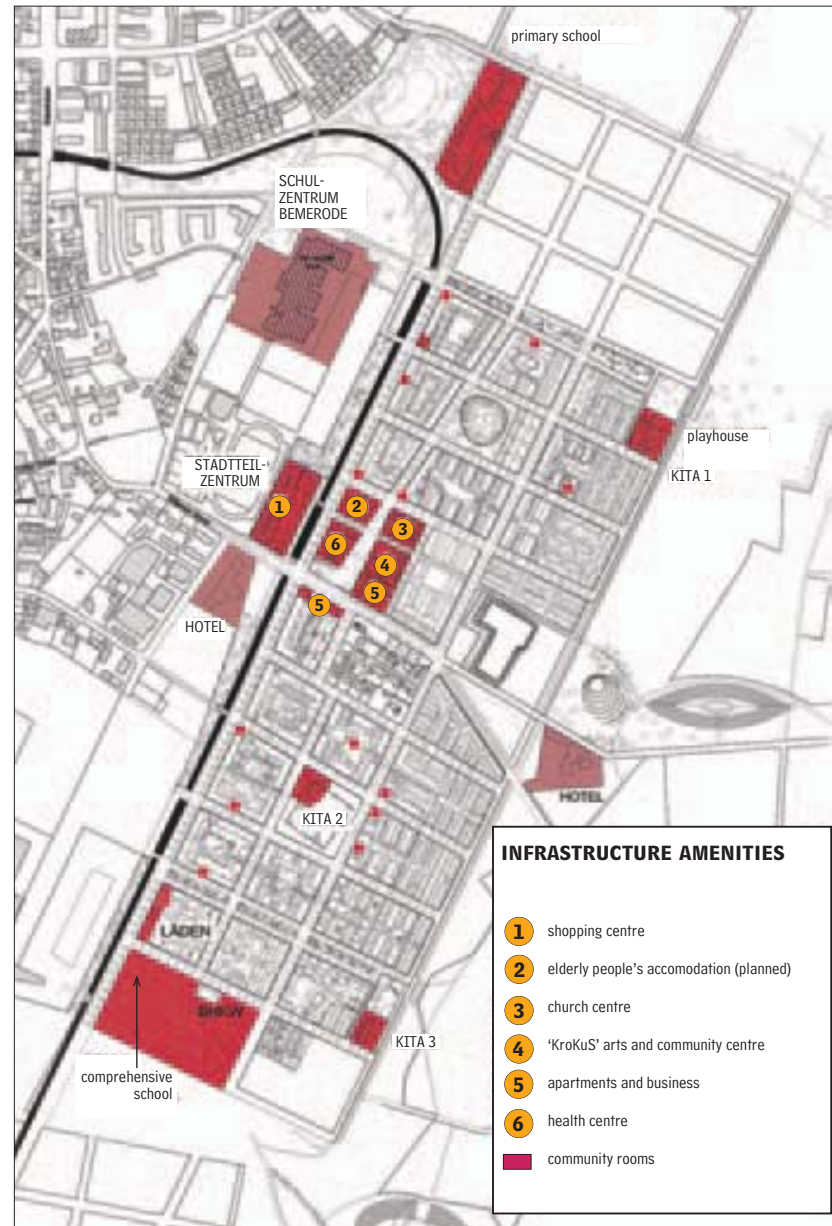 primary school
SCHUL-
ZENTRUM
BEMERODE
playhouse
KITA 1
STADTTEIL-
ZENTRUM
1
2
3
6
4
5
5
HOTEL
HOTEL
KITA 2
LÄDEN
KITA 3
comprehensive
school
INFRASTRUCTURE AMENITIES
1 shopping centre
2 elderly people's accomodation (planned)
3 church centre
4 'KroKuS' arts and community centre
5 apartments and business
6 health centre
community rooms